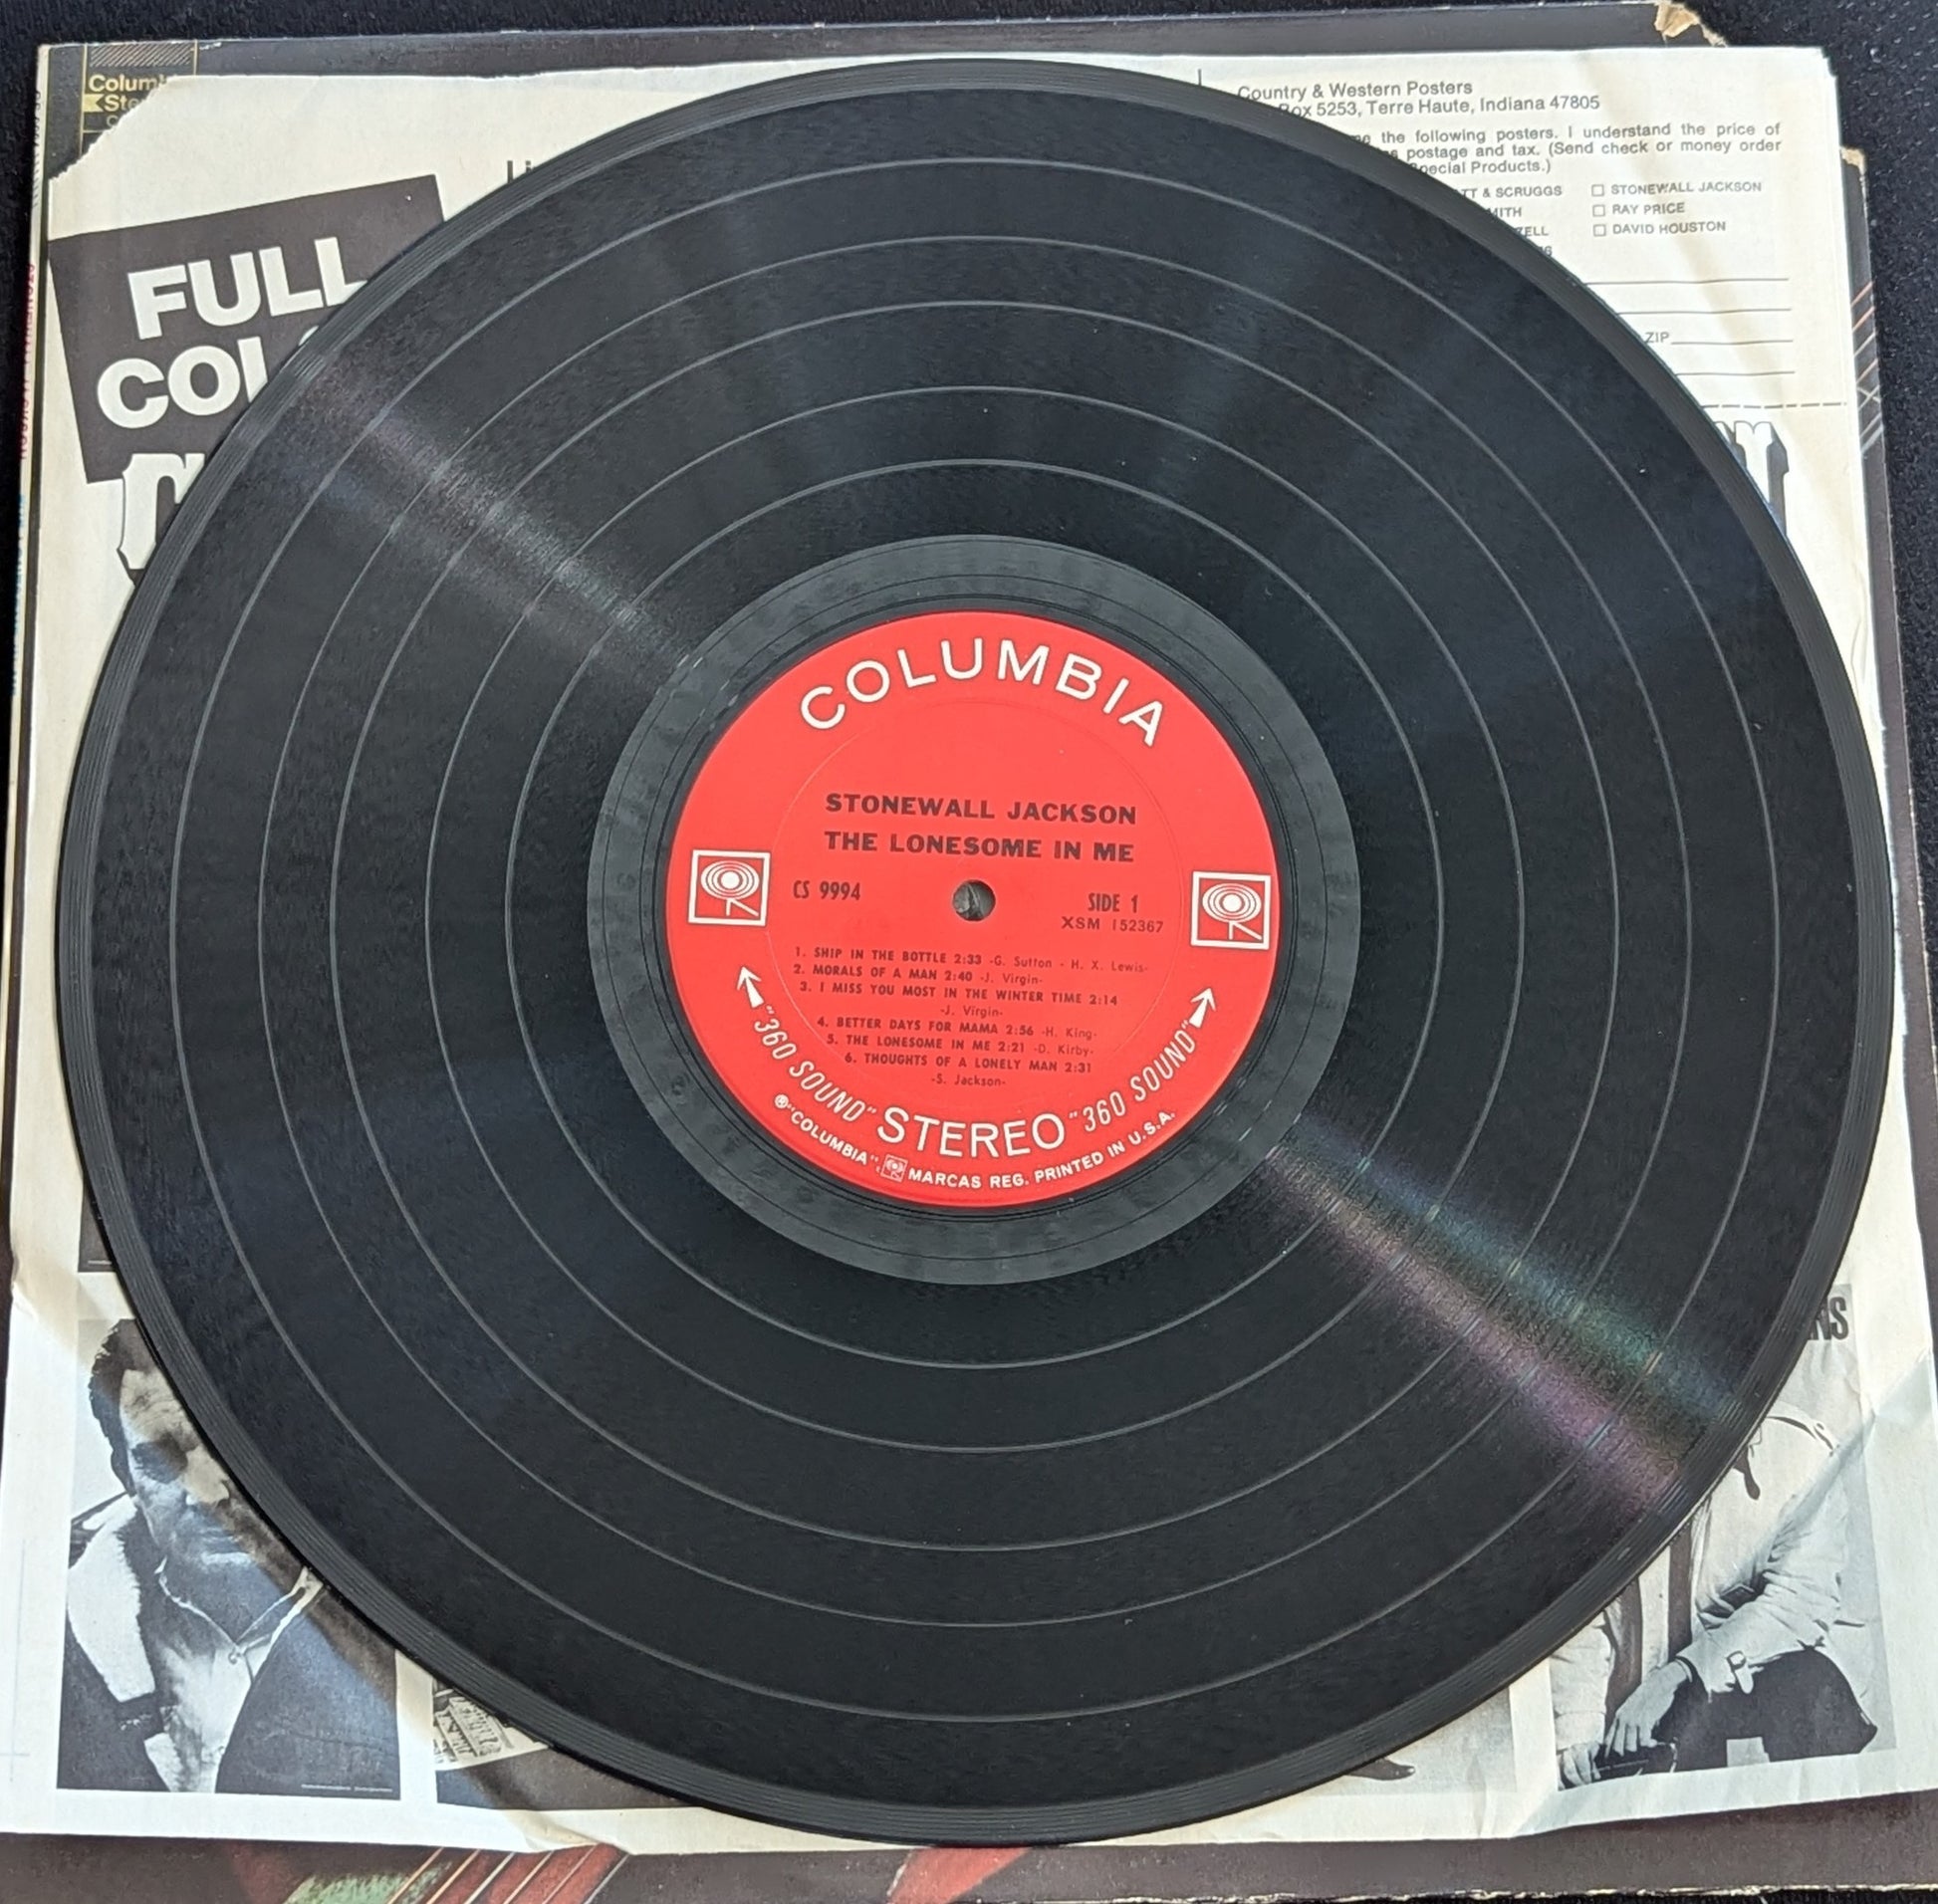 Colum
Ste
Country & Western Posters
Box 5253, Terre Haute, Indiana 47805
the following posters. I understand the price of
postage and tax. (Send check or money order
Special Products.)
& SCRUGGS ☐ STONEWALL JACKSON
☐ RAY PRICE
☐ DAVID HOUSTON
ZIP
FULL
COL
COLUMBIA
STONEWALL JACKSON
THE LONESOME IN ME
CS 9994
SIDE 1
XSM 152367
1. SHIP IN THE BOTTLE 2:33 -G. Sutton - H. X. Lewis-
2. MORALS OF A MAN 2:40 -J. Virgin-
3. I MISS YOU MOST IN THE WINTER TIME 2:14
-J. Virgin-
4. BETTER DAYS FOR MAMA 2:56 -H. King-
5. THE LONESOME IN ME 2:21 -D. Kirby-
6. THOUGHTS OF A LONELY MAN 2:31
-S. Jackson-
"360 SOUND" STEREO "360 SOUND"
®"COLUMBIA", MARCAS REG. PRINTED IN U.S.A.